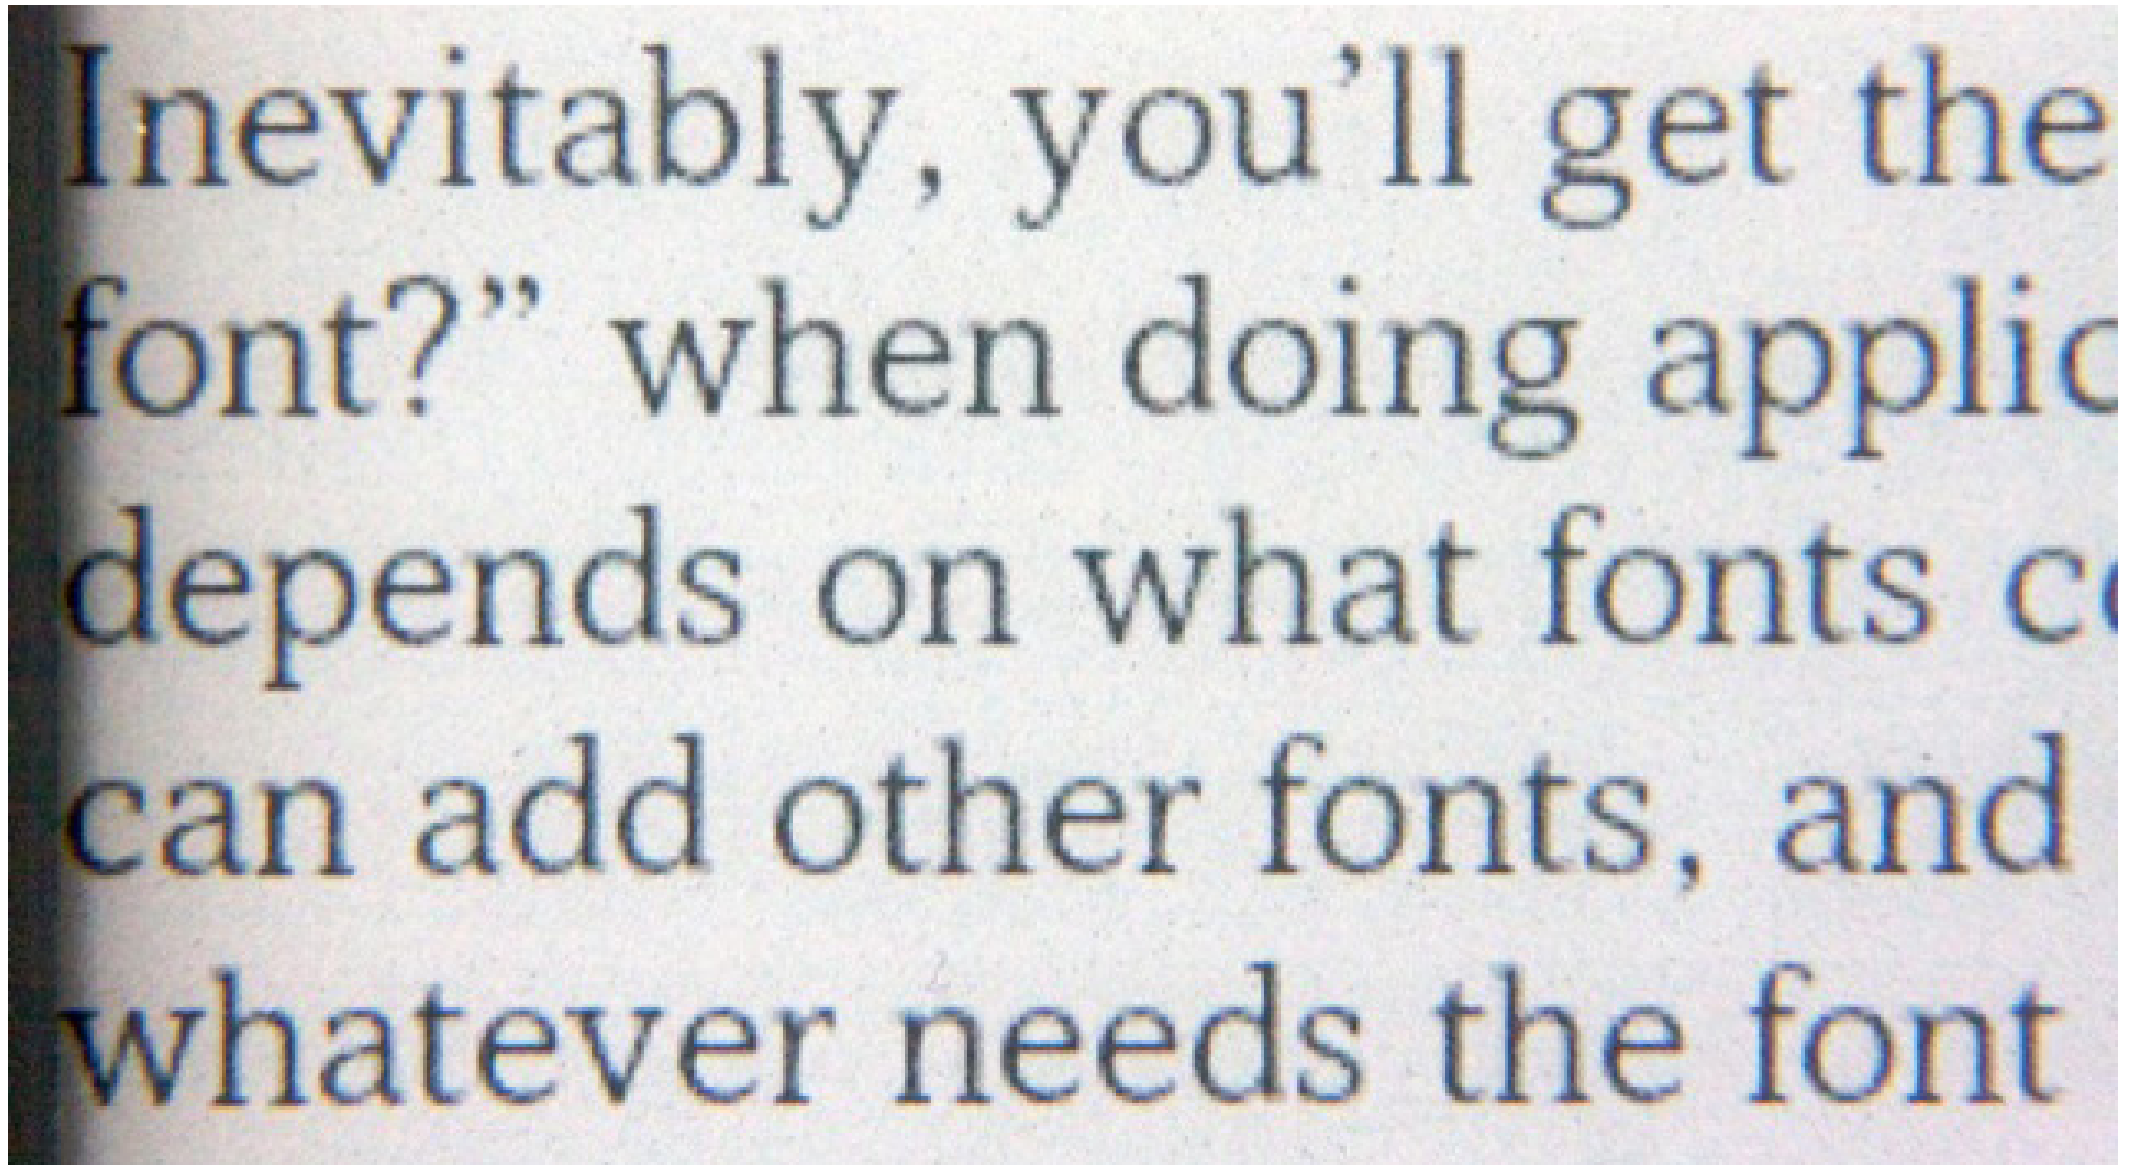 Inevitably, you’ll get the
font?” when doing applic
depends on what fonts co
can add other fonts, and
whatever needs the font